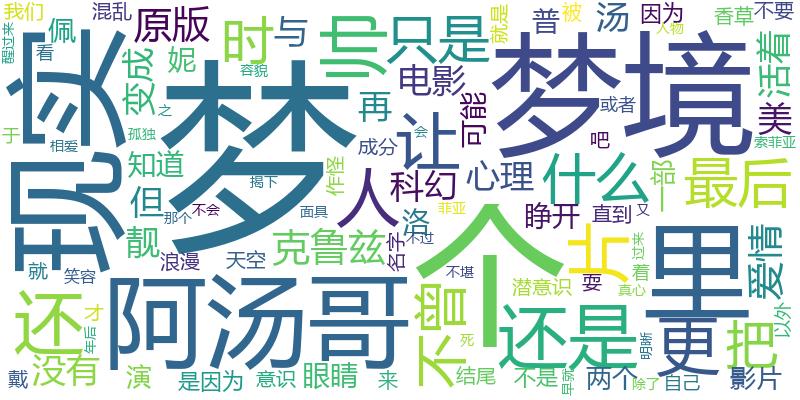 我们
混乱
佩
原版
时
与
帅
只是
就是
普
被
汤
因为
香草
不要
醒过来
看
妮
容貌
电影
梦境
人物
活着
现实
变成
之
梦
再
可能
或者
美
于
孤独
成分
让
会
吧
索菲亚
相爱
知道
作怪
科幻
心理
什么
一部
最后
但
揭下
人
洛
睁开
直到
又
那个
不会
面具
名字
菲亚
靓
浪漫
天空
克鲁兹
不过
个
片
里
过来
爱情
就
笑容
阿汤哥
不曾
不堪
潜意识
耍
着
真心
以外
还
才
年后
还是
更
明晰
把
戴
没有
演
是因为
意识
眼睛
来
结尾
死
不是
早就
两个
除了
自己
影片